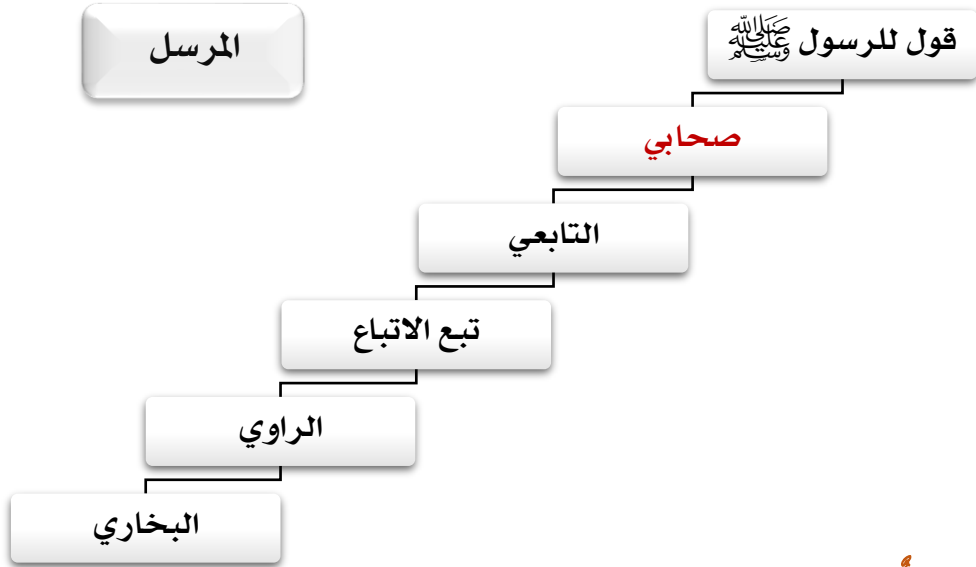 المرسل
قول للرسول ﷺ
صحابي
التابعي
تبع الاتباع
الراوي
البخاري